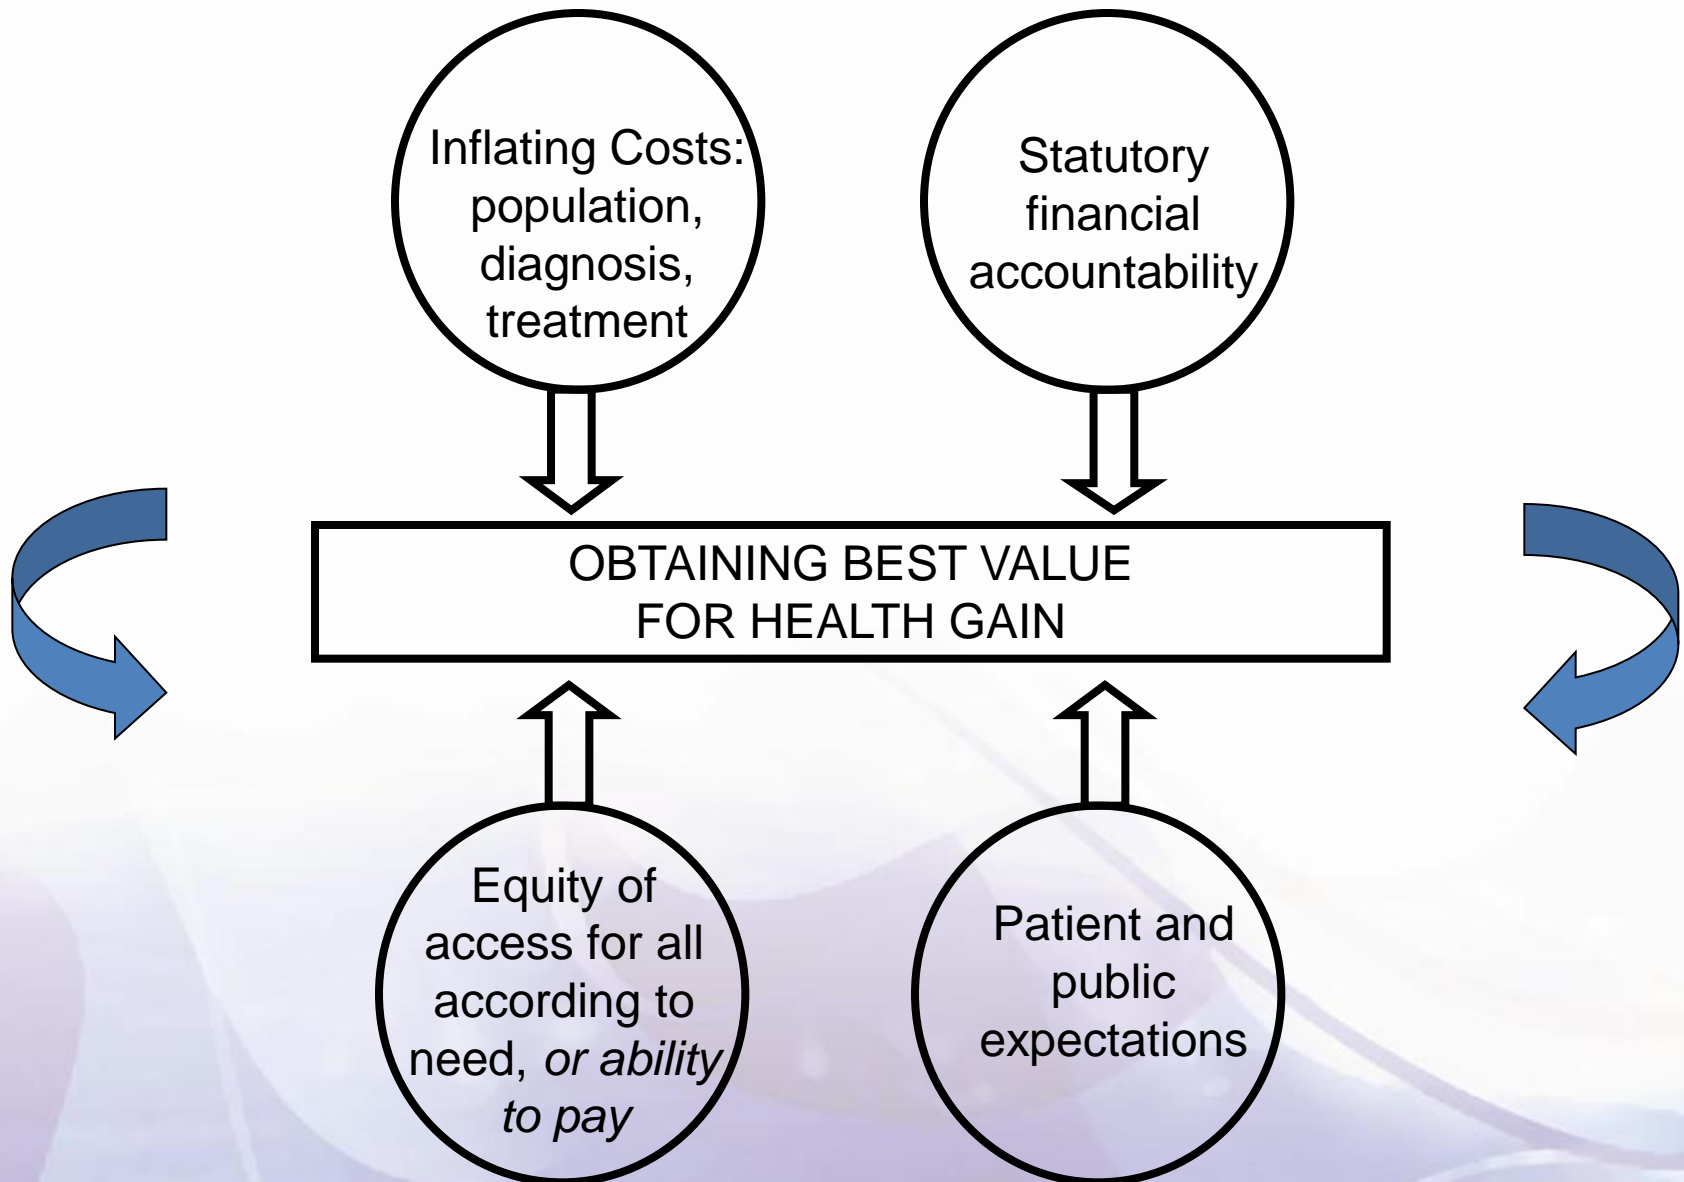 Inflating Costs:
population,
diagnosis,
treatment
Statutory
financial
accountability
OBTAINING BEST VALUE
FOR HEALTH GAIN
Equity of
access for all
according to
need, or ability
to pay
Patient and
public
expectations